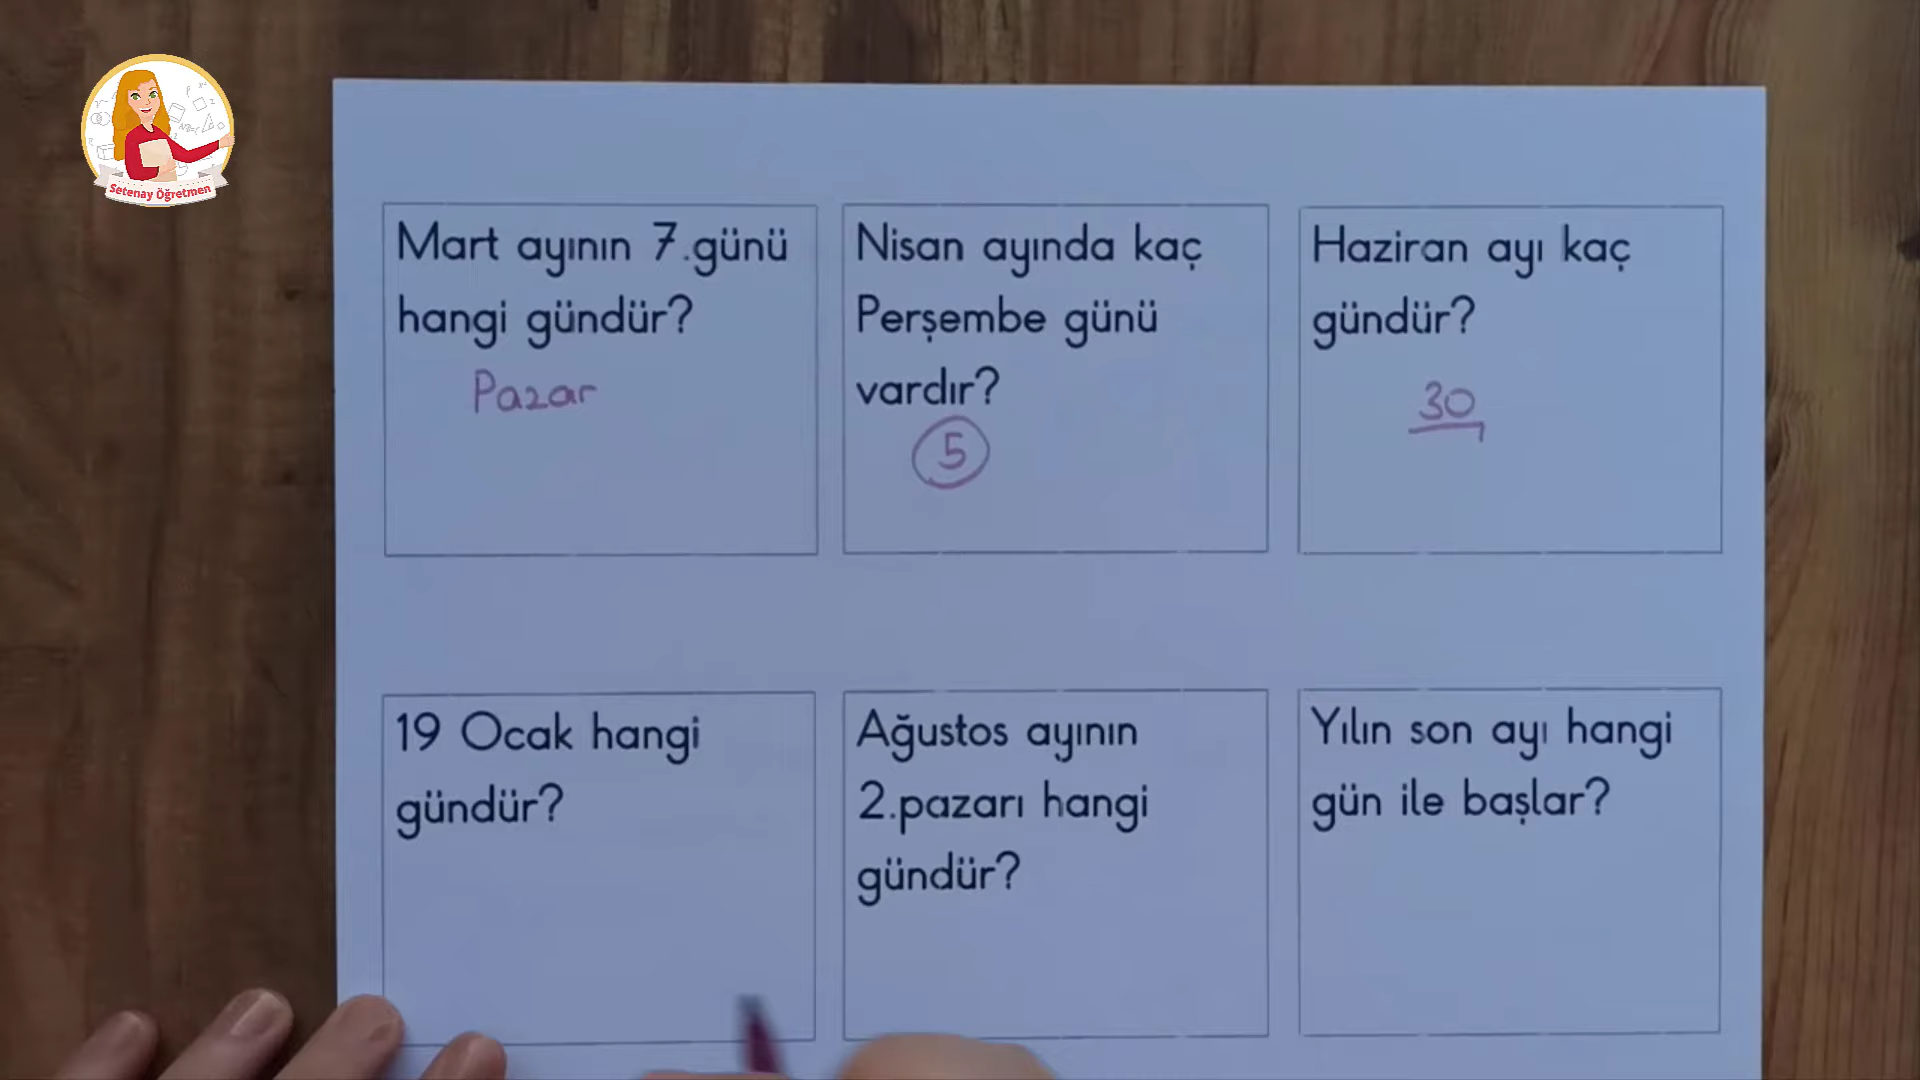 Setenay Öğretmen
Mart ayının 7.günü
hangi gündür?
Pazar
Nisan ayında kaç
Perşembe günü
vardır?
5
Haziran ayı kaç
gündür?
30
19 Ocak hangi
gündür?
Ağustos ayının
2.pazarı hangi
gündür?
Yılın son ayı hangi
gün ile başlar?